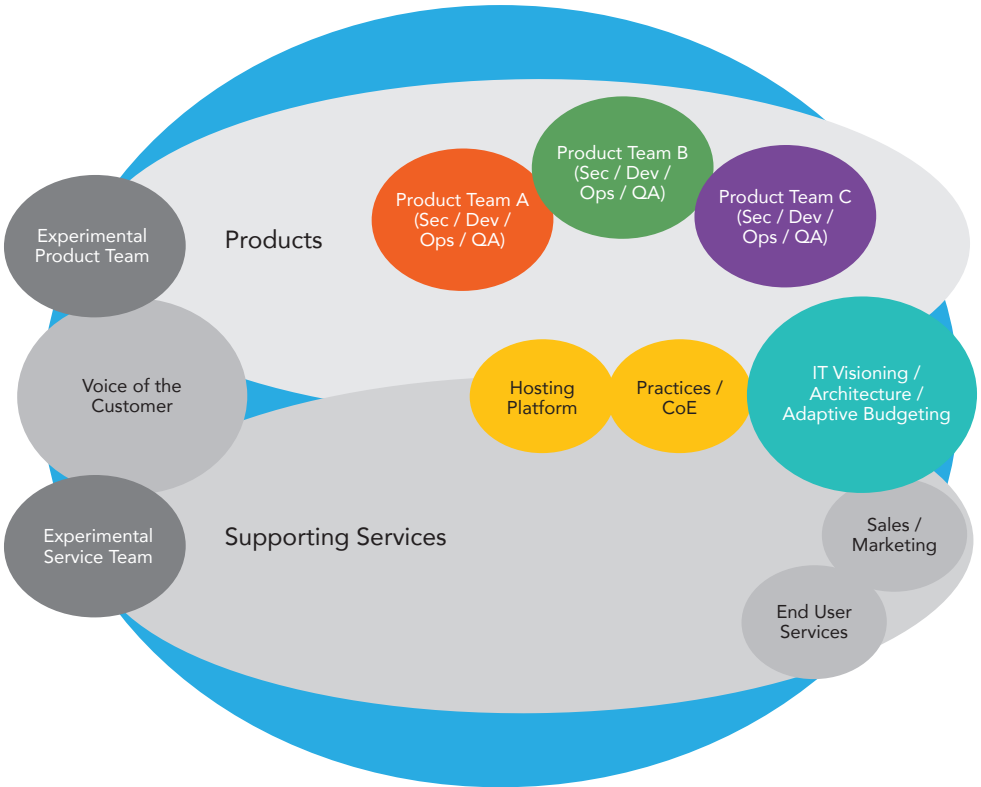 Product Team B
(Sec / Dev /
Ops / QA)
Product Team A
(Sec / Dev /
Ops / QA)
Product Team C
(Sec / Dev /
Ops / QA)
Experimental
Product Team
Products
Voice of the
Customer
Hosting
Platform
Practices /
CoE
IT Visioning /
Architecture /
Adaptive Budgeting
Experimental
Service Team
Supporting Services
Sales /
Marketing
End User
Services